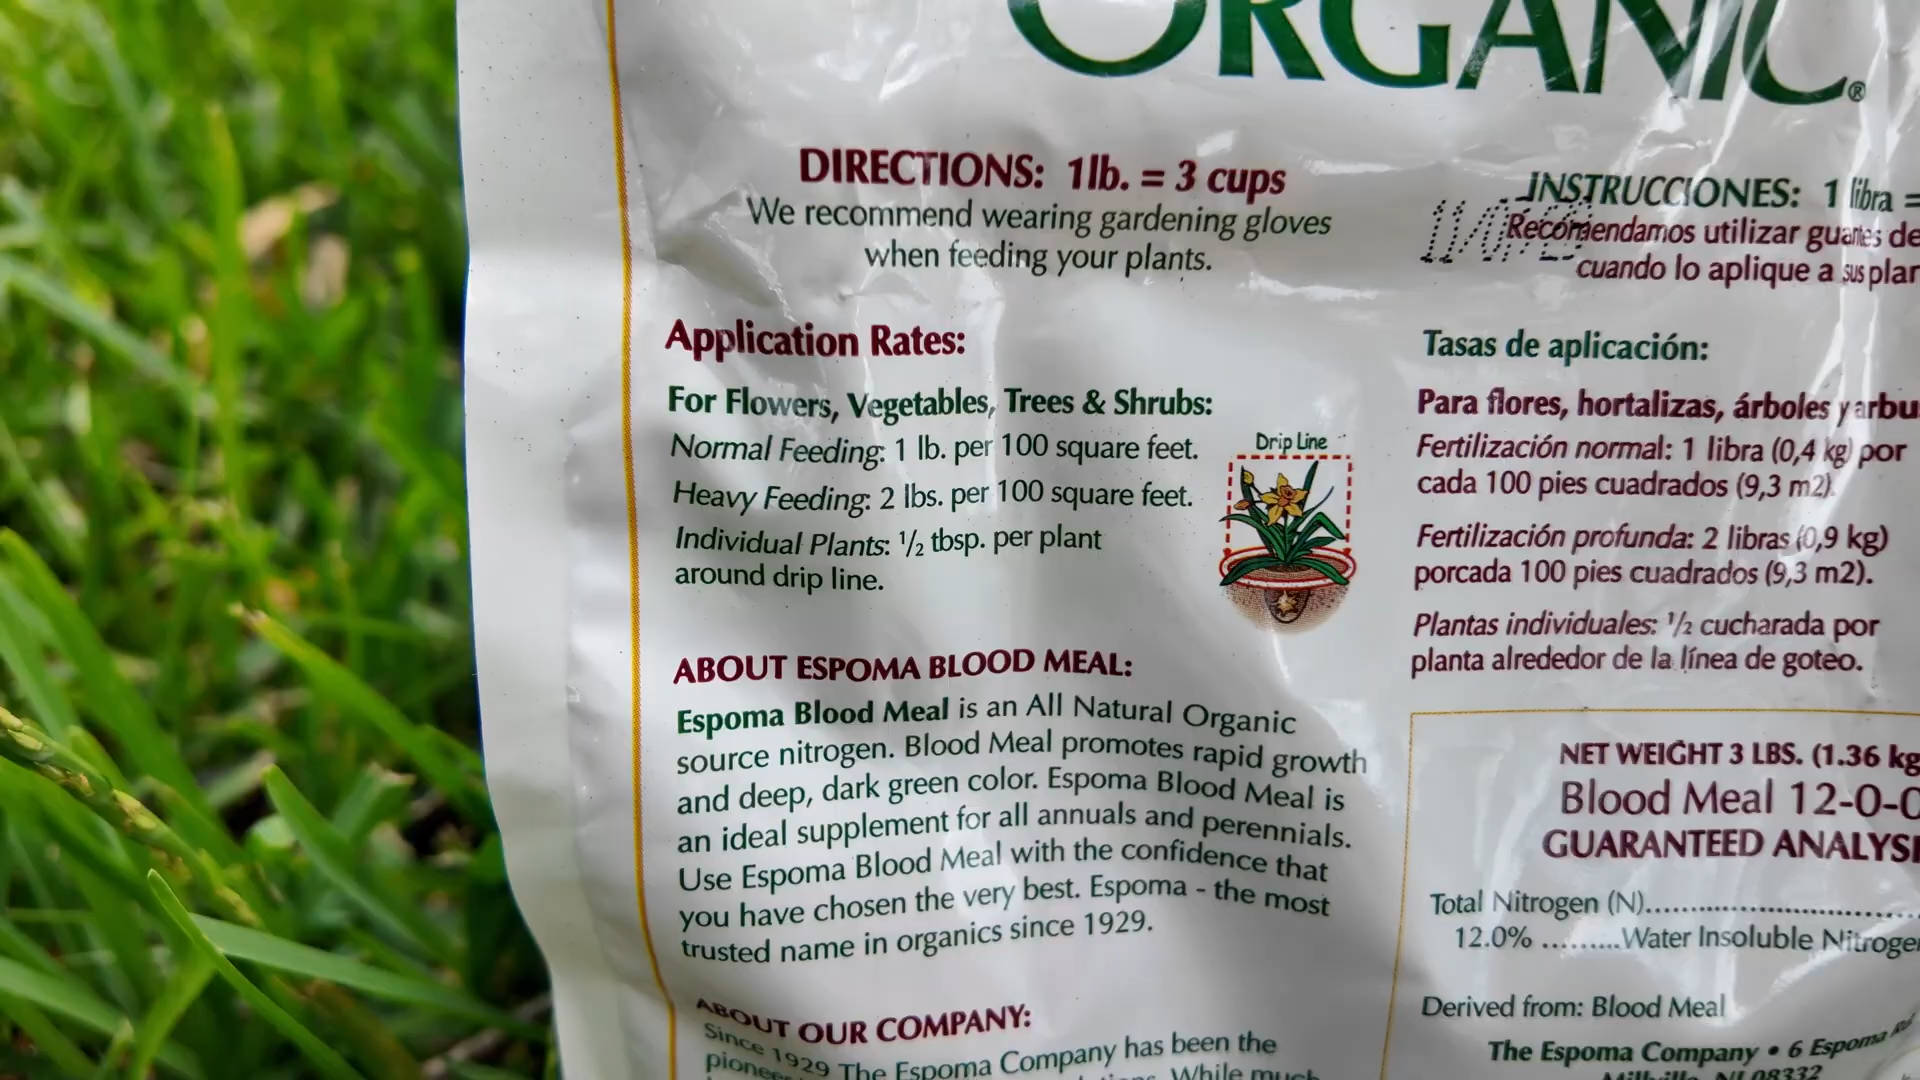 ORGANIC®
DIRECTIONS: 1lb. = 3 cups
We recommend wearing gardening gloves
when feeding your plants.
Application Rates:
For Flowers, Vegetables, Trees & Shrubs:
Normal Feeding: 1 lb. per 100 square feet.
Heavy Feeding: 2 lbs. per 100 square feet.
Individual Plants: ½ tbsp. per plant
around drip line.
Drip Line
ABOUT ESPOMA BLOOD MEAL:
Espoma Blood Meal is an All Natural Organic
source nitrogen. Blood Meal promotes rapid growth
and deep, dark green color. Espoma Blood Meal is
an ideal supplement for all annuals and perennials.
Use Espoma Blood Meal with the confidence that
you have chosen the very best. Espoma - the most
trusted name in organics since 1929.
ABOUT OUR COMPANY:
Since 1929 The Espoma Company has been the
While much
INSTRUCCIONES: 1 libra =
Recomendamos utilizar guantes de
cuando lo aplique a sus plan
Tasas de aplicación:
Para flores, hortalizas, árboles y arbu
Fertilización normal: 1 libra (0,4 kg) por
cada 100 pies cuadrados (9,3 m2).
Fertilización profunda: 2 libras (0,9 kg)
porcada 100 pies cuadrados (9,3 m2).
Plantas individuales: ½ cucharada por
planta alrededor de la línea de goteo.
NET WEIGHT 3 LBS. (1.36 kg
Blood Meal 12-0-0
GUARANTEED ANALYSI
Total Nitrogen (N)..............................
12.0% .........Water Insoluble Nitrogen
Derived from: Blood Meal
The Espoma Company • 6 Espoma Rd
Millville, NJ 08332